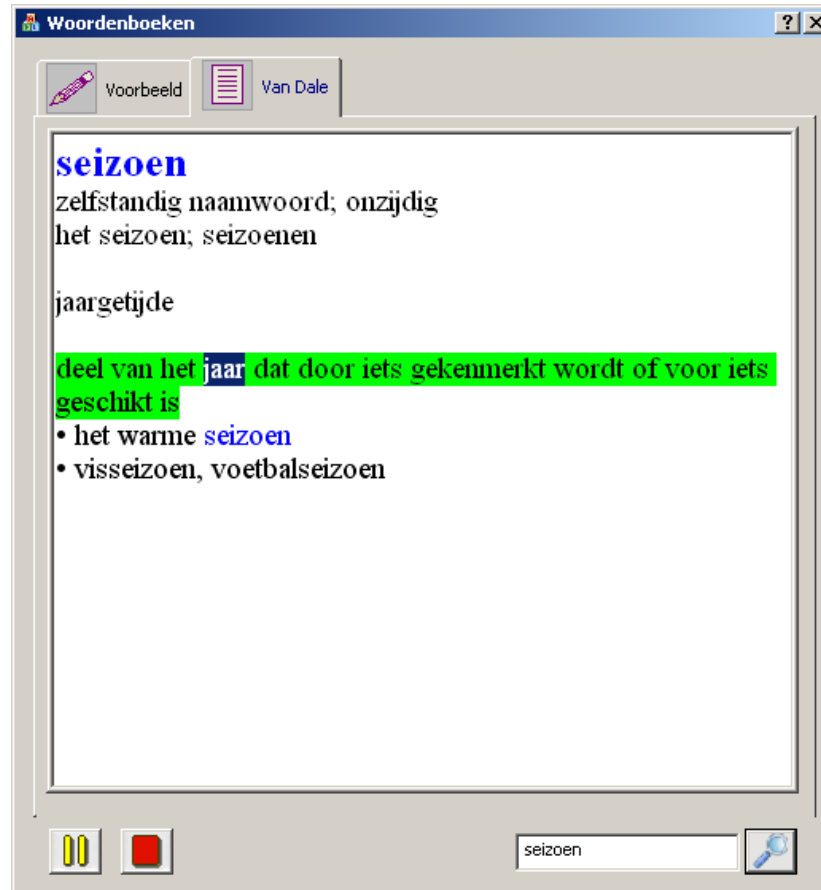 Woordenboeken
Voorbeeld
Van Dale
seizoen
zelfstandig naamwoord; onzijdig
het seizoen; seizoenen
jaargetijde
deel van het jaar dat door iets gekenmerkt wordt of voor iets
geschikt is
• het warme seizoen
• visseizoen, voetbalseizoen
seizoen